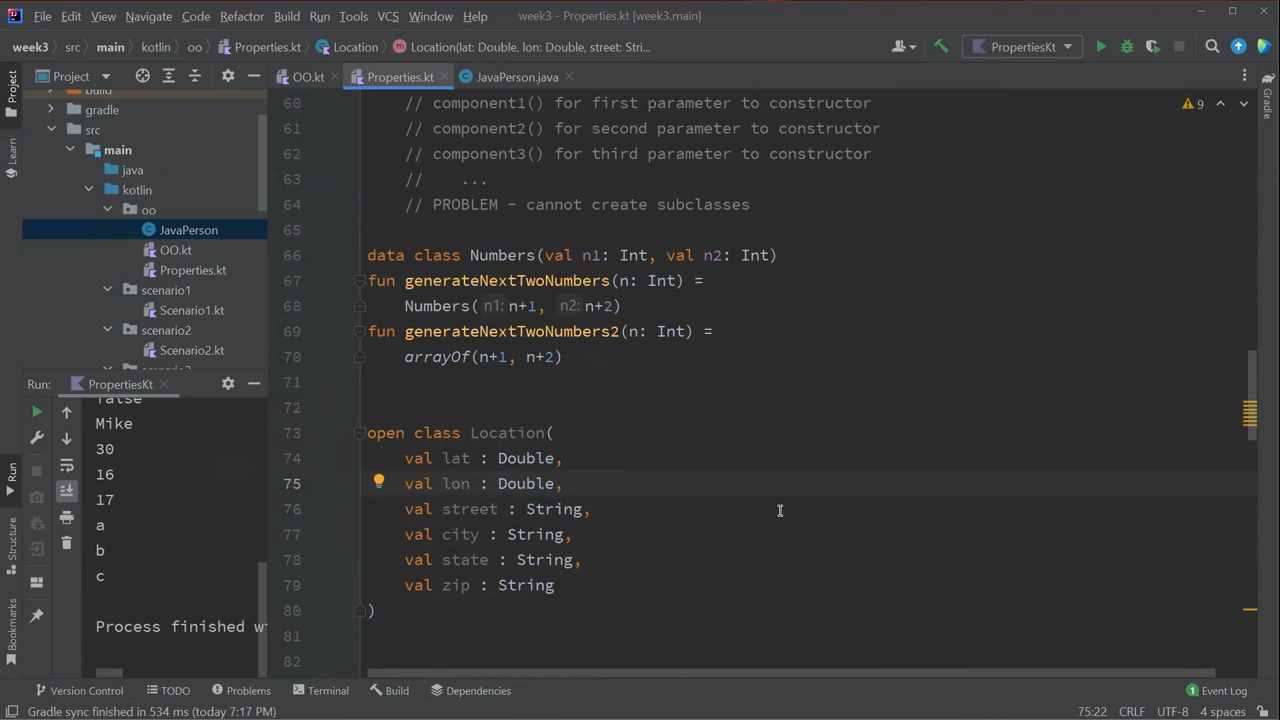 File Edit View Navigate Code Refactor Build Run Tools VCS Window Help week3 - Properties.kt [week3.main]
week3 src main kotlin oo Properties.kt Location Location(lat: Double, lon: Double, street: Stri... PropertiesKt
Project
Project
OO.kt Properties.kt JavaPerson.java
Gradle
Learn
build
gradle
src
main
java
kotlin
oo
JavaPerson
OO.kt
Properties.kt
scenario1
Scenario1.kt
scenario2
Scenario2.kt
60 // component1() for first parameter to constructor
61 // component2() for second parameter to constructor
62 // component3() for third parameter to constructor
63 // ...
64 // PROBLEM - cannot create subclasses
65
66 data class Numbers(val n1: Int, val n2: Int)
67 fun generateNextTwoNumbers(n: Int) =
68 Numbers( n1: n+1, n2: n+2)
69 fun generateNextTwoNumbers2(n: Int) =
70 arrayOf(n+1, n+2)
71
72
73 open class Location(
74 val lat : Double,
75 val lon : Double,
76 val street : String,
77 val city : String,
78 val state : String,
79 val zip : String
80 )
81
82
9
Run: PropertiesKt
Run
Structure
Bookmarks
false
Mike
30
16
17
a
b
c
Process finished w
Version Control TODO Problems Terminal Build Dependencies 1 Event Log
Gradle sync finished in 534 ms (today 7:17 PM) 75:22 CRLF UTF-8 4 spaces